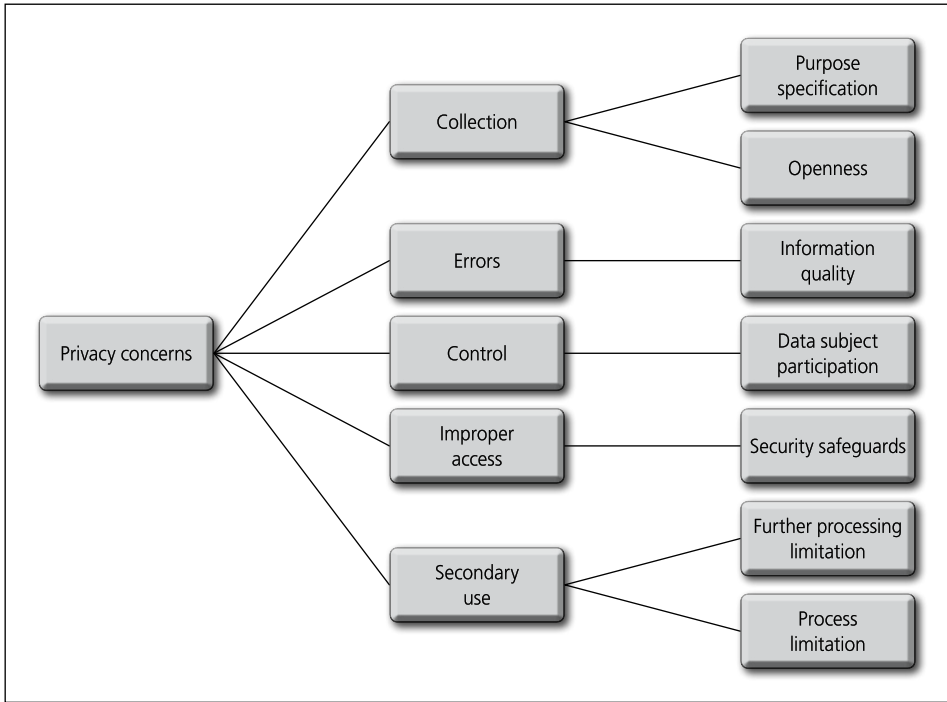 Privacy concerns
Collection
Errors
Control
Improper
access
Secondary
use
Purpose
specification
Openness
Information
quality
Data subject
participation
Security safeguards
Further processing
limitation
Process
limitation